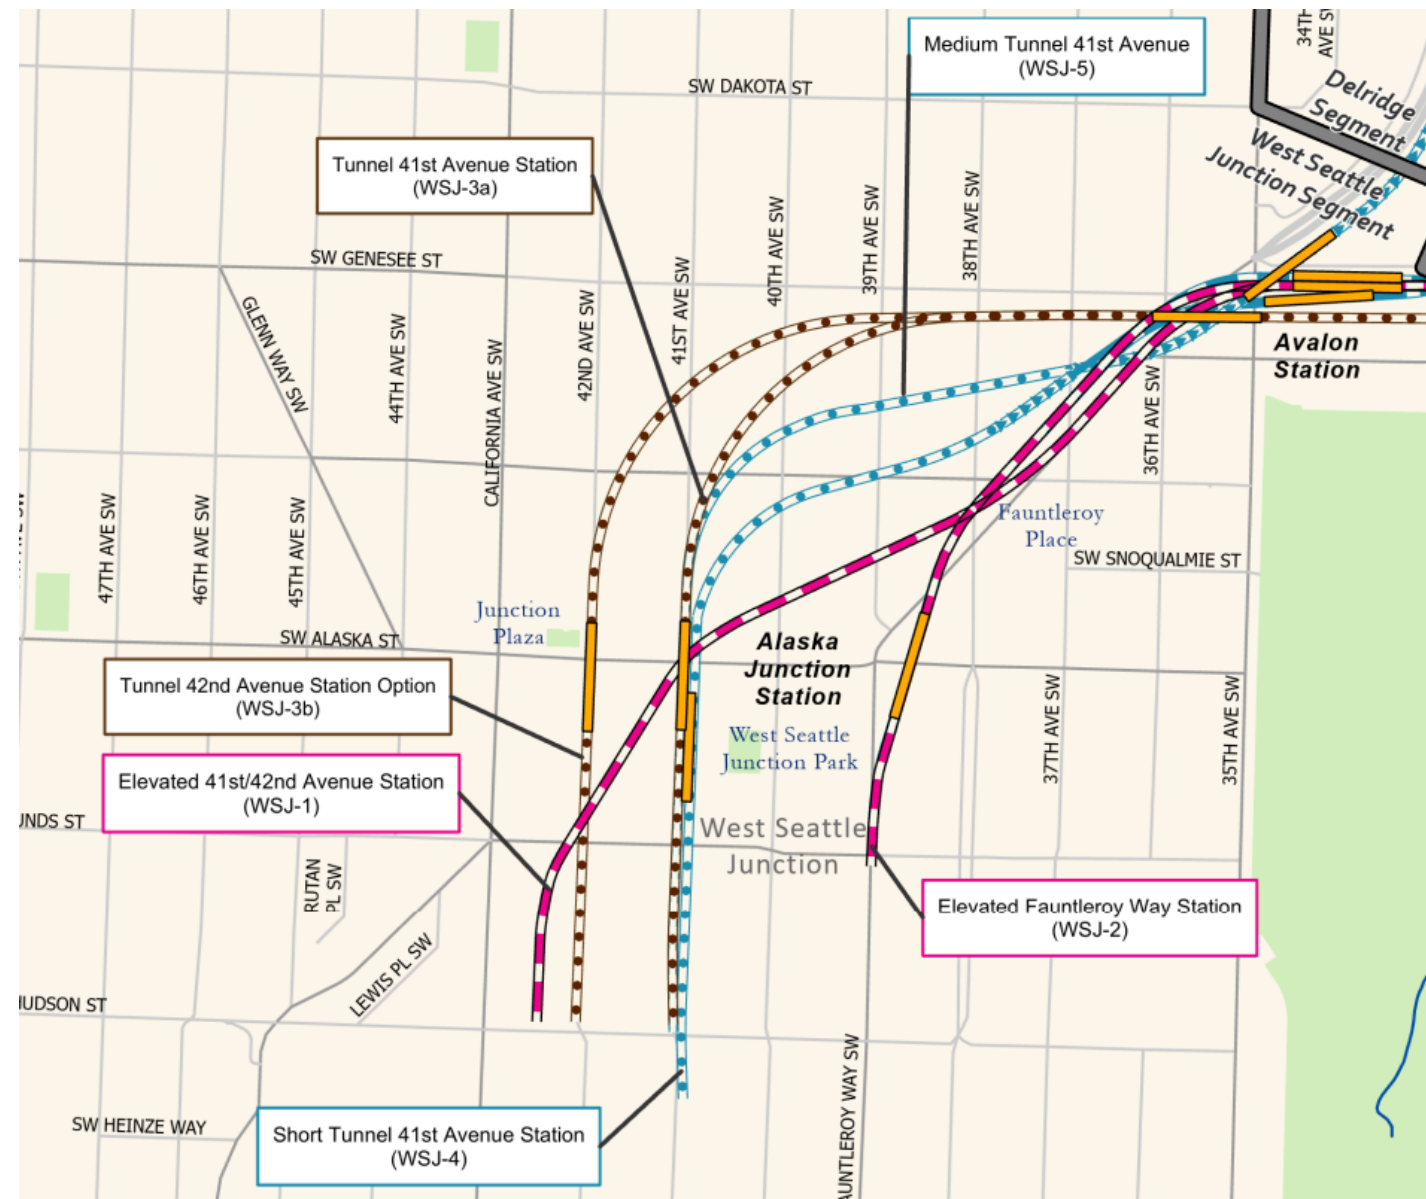 34TH
AVE SW
Medium Tunnel 41st Avenue
(WSJ-5)
SW DAKOTA ST
Delridge
Segment
West Seattle
Junction Segment
Tunnel 41st Avenue Station
(WSJ-3a)
SW GENESEE ST
GLENN WAY SW
44TH AVE SW
CALIFORNIA AVE SW
42ND AVE SW
41ST AVE SW
40TH AVE SW
39TH AVE SW
38TH AVE SW
36TH AVE SW
Avalon
Station
47TH AVE SW
46TH AVE SW
45TH AVE SW
Fauntleroy
Place
SW SNOQUALMIE ST
Junction
Plaza
SW ALASKA ST
Alaska
Junction
Station
Tunnel 42nd Avenue Station Option
(WSJ-3b)
West Seattle
Junction Park
37TH AVE SW
35TH AVE SW
Elevated 41st/42nd Avenue Station
(WSJ-1)
UNDS ST
West Seattle
Junction
RUTAN
PL SW
LEWIS PL SW
Elevated Fauntleroy Way Station
(WSJ-2)
HUDSON ST
SW HEINZE WAY
Short Tunnel 41st Avenue Station
(WSJ-4)
AUNTLEROY WAY SW